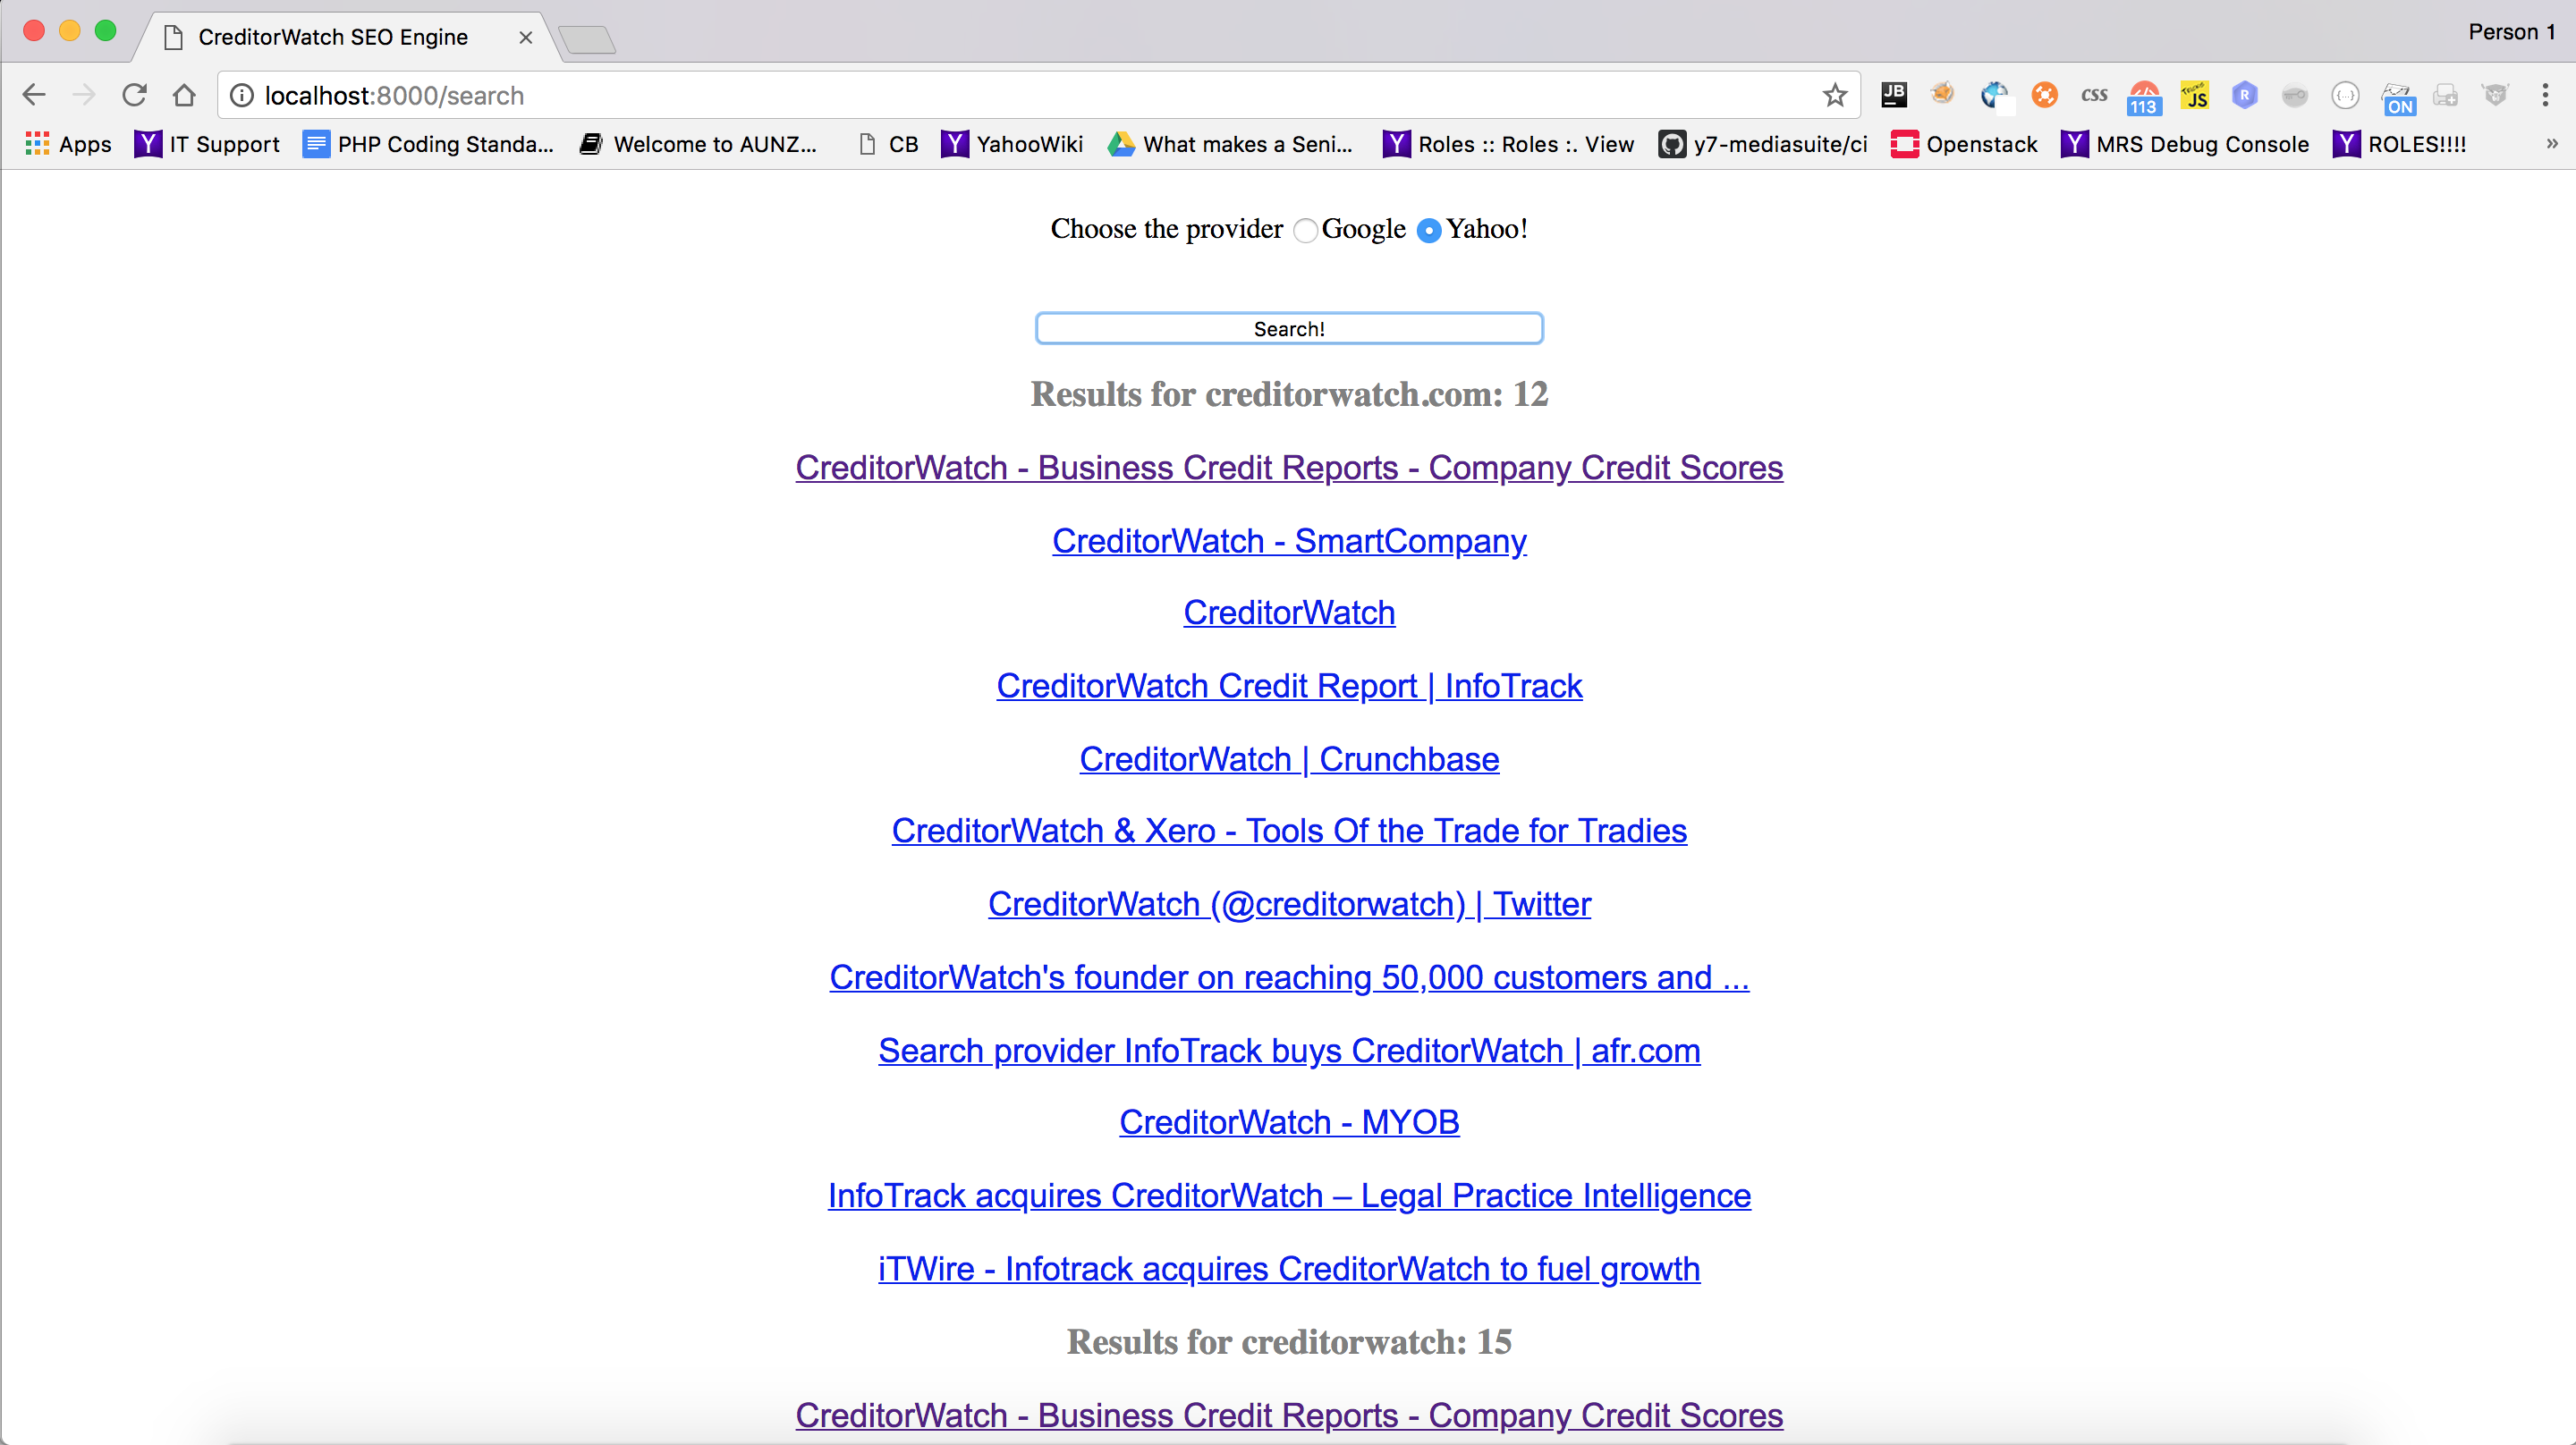 CreditorWatch SEO Engine
Person 1
localhost:8000/search
JB
css
113
JS
R
{...}
ON
Apps
IT Support
PHP Coding Standa...
Welcome to AUNZ...
CB
YahooWiki
What makes a Seni...
Roles :: Roles :. View
y7-mediasuite/ci
Openstack
MRS Debug Console
ROLES!!!!
»
Choose the provider Google Yahoo!
Search!
Results for creditorwatch.com: 12
CreditorWatch - Business Credit Reports - Company Credit Scores
CreditorWatch - SmartCompany
CreditorWatch
CreditorWatch Credit Report | InfoTrack
CreditorWatch | Crunchbase
CreditorWatch & Xero - Tools Of the Trade for Tradies
CreditorWatch (@creditorwatch) | Twitter
CreditorWatch's founder on reaching 50,000 customers and ...
Search provider InfoTrack buys CreditorWatch | afr.com
CreditorWatch - MYOB
InfoTrack acquires CreditorWatch – Legal Practice Intelligence
iTWire - Infotrack acquires CreditorWatch to fuel growth
Results for creditorwatch: 15
CreditorWatch - Business Credit Reports - Company Credit Scores